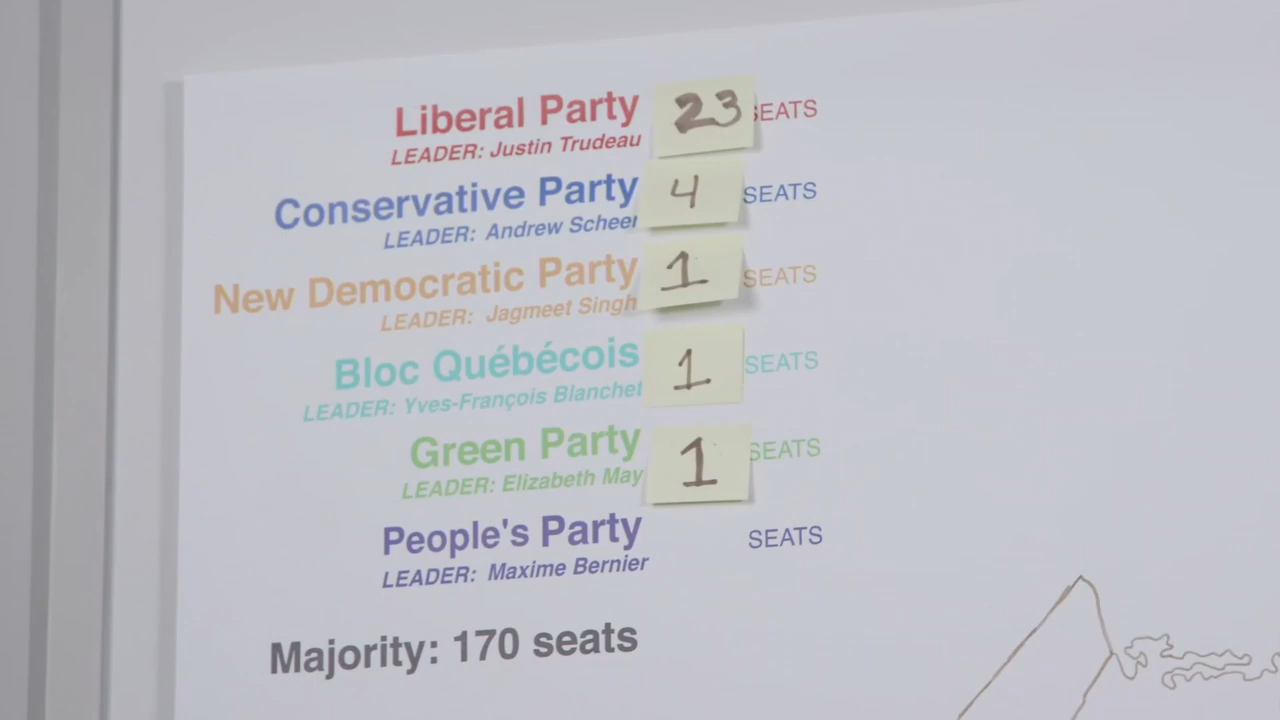 Liberal Party 23 SEATS
LEADER: Justin Trudeau
Conservative Party 4 SEATS
LEADER: Andrew Scheer
New Democratic Party 1 SEATS
LEADER: Jagmeet Singh
Bloc Québécois 1 SEATS
LEADER: Yves-François Blanchet
Green Party 1 SEATS
LEADER: Elizabeth May
People's Party SEATS
LEADER: Maxime Bernier
Majority: 170 seats